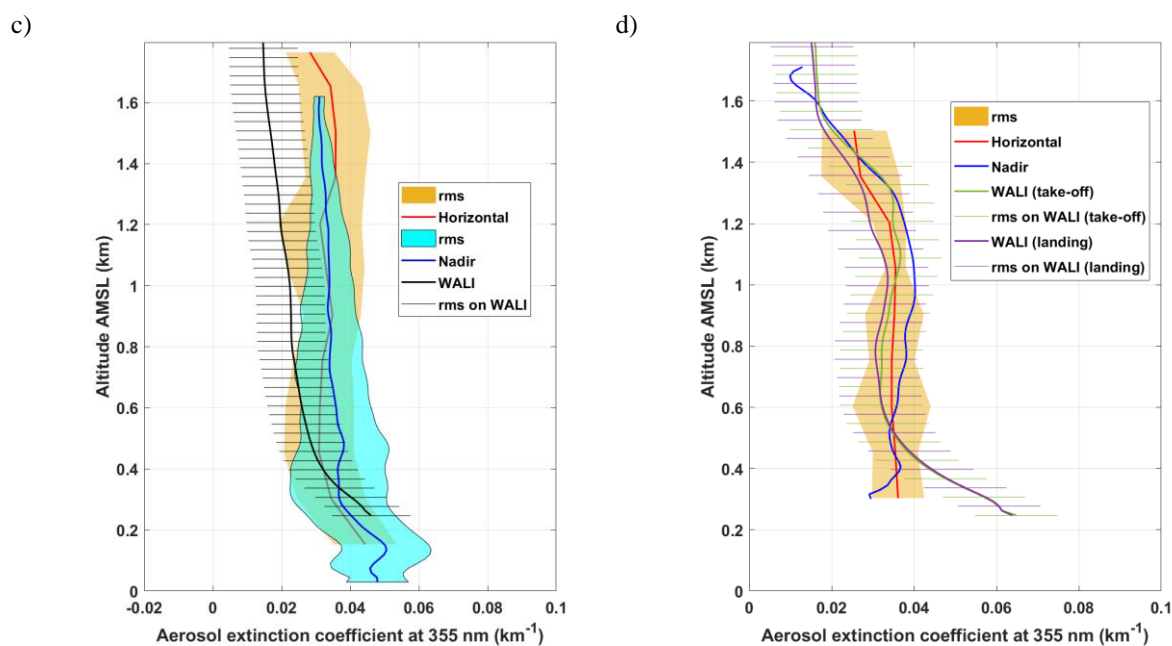 c)
1.6
1.4
1.2
1
0.8
0.6
0.4
0.2
0
-0.02
0
0.02
0.04
0.06
0.08
0.1
Altitude AMSL (km)
Aerosol extinction coefficient at 355 nm (km⁻¹)
rms
Horizontal
rms
Nadir
WALI
rms on WALI
d)
1.6
1.4
1.2
1
0.8
0.6
0.4
0.2
0
0
0.02
0.04
0.06
0.08
0.1
Altitude AMSL (km)
Aerosol extinction coefficient at 355 nm (km⁻¹)
rms
Horizontal
Nadir
WALI (take-off)
rms on WALI (take-off)
WALI (landing)
rms on WALI (landing)